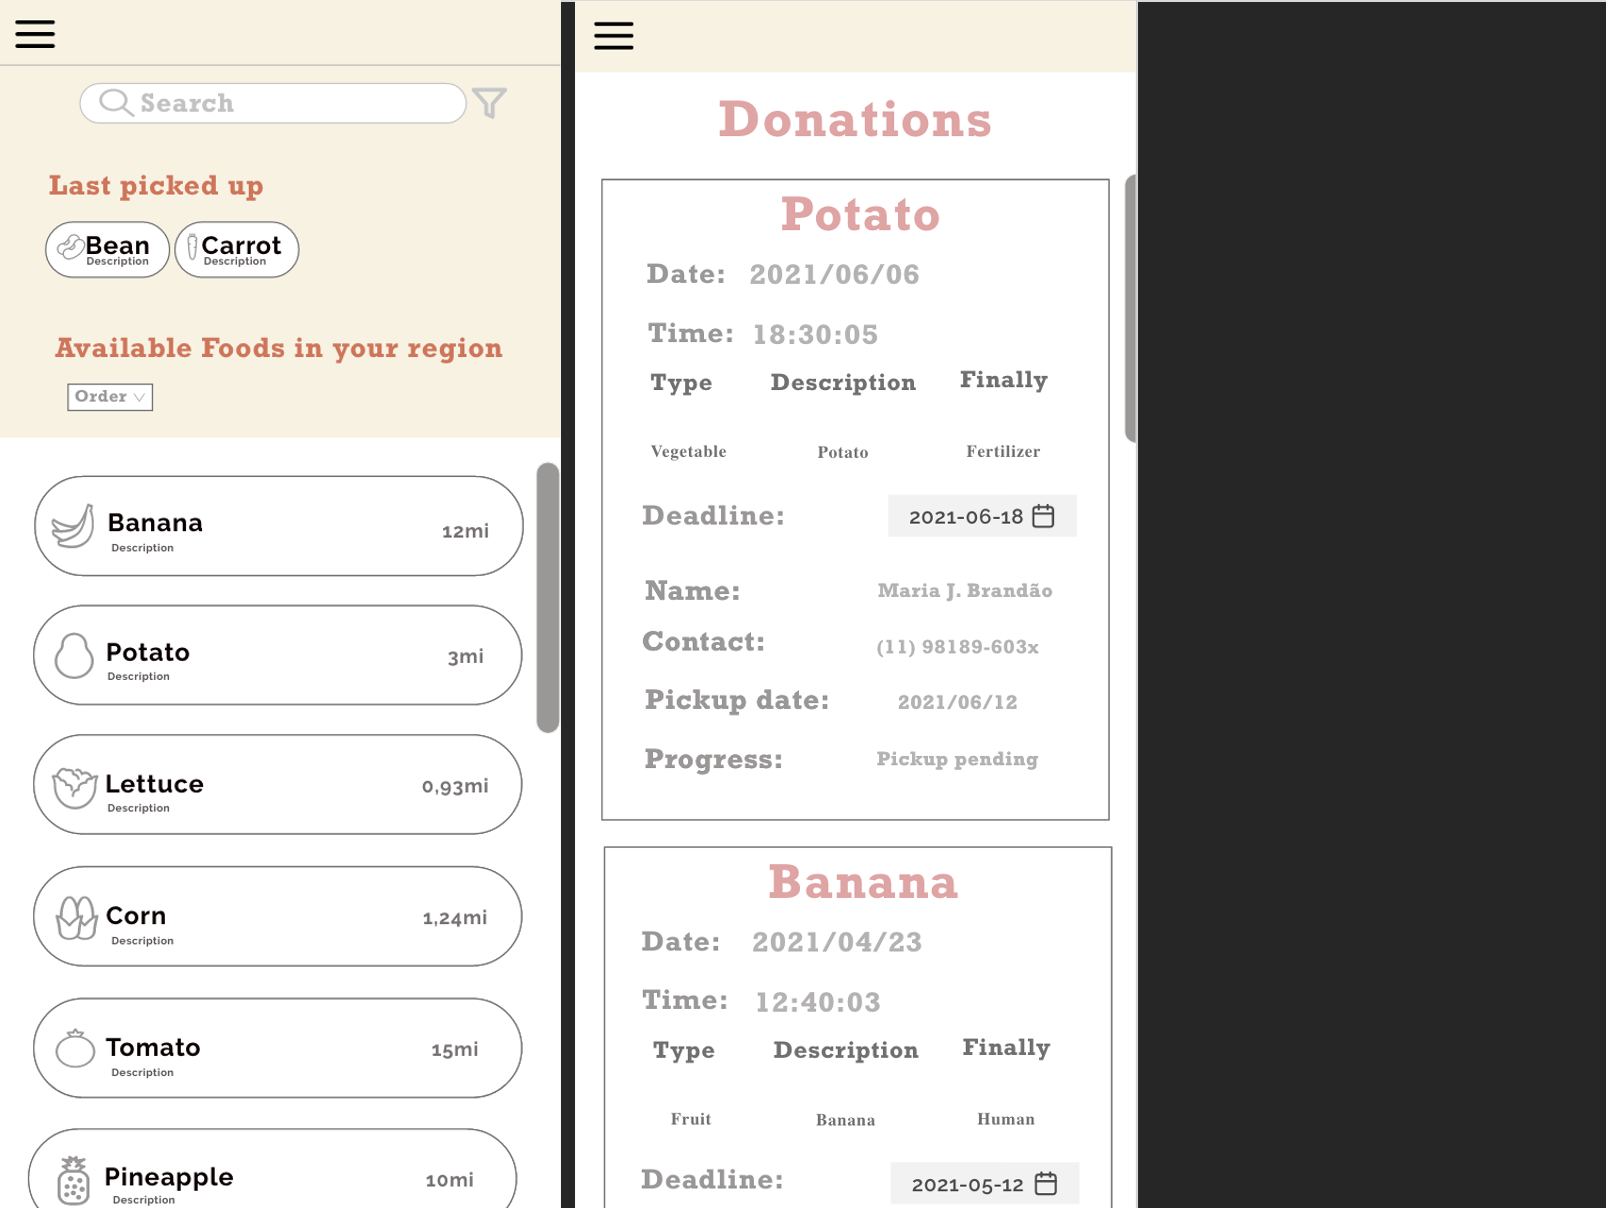 Search
Last picked up
Bean
Description
Carrot
Description
Available Foods in your region
Order
Banana
12mi
Description
Potato
3mi
Description
Lettuce
0,93mi
Description
Corn
1,24mi
Description
Tomato
15mi
Description
Pineapple
10mi
Description
Donations
Potato
Date: 2021/06/06
Time: 18:30:05
Type Description Finally
Vegetable Potato Fertilizer
Deadline: 2021-06-18
Name: Maria J. Brandão
Contact: (11) 98189-603x
Pickup date: 2021/06/12
Progress: Pickup pending
Banana
Date: 2021/04/23
Time: 12:40:03
Type Description Finally
Fruit Banana Human
Deadline: 2021-05-12